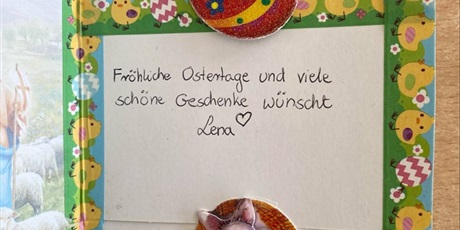 Fröhliche Ostertage und viele
schöne Geschenke wünscht
Lena♡